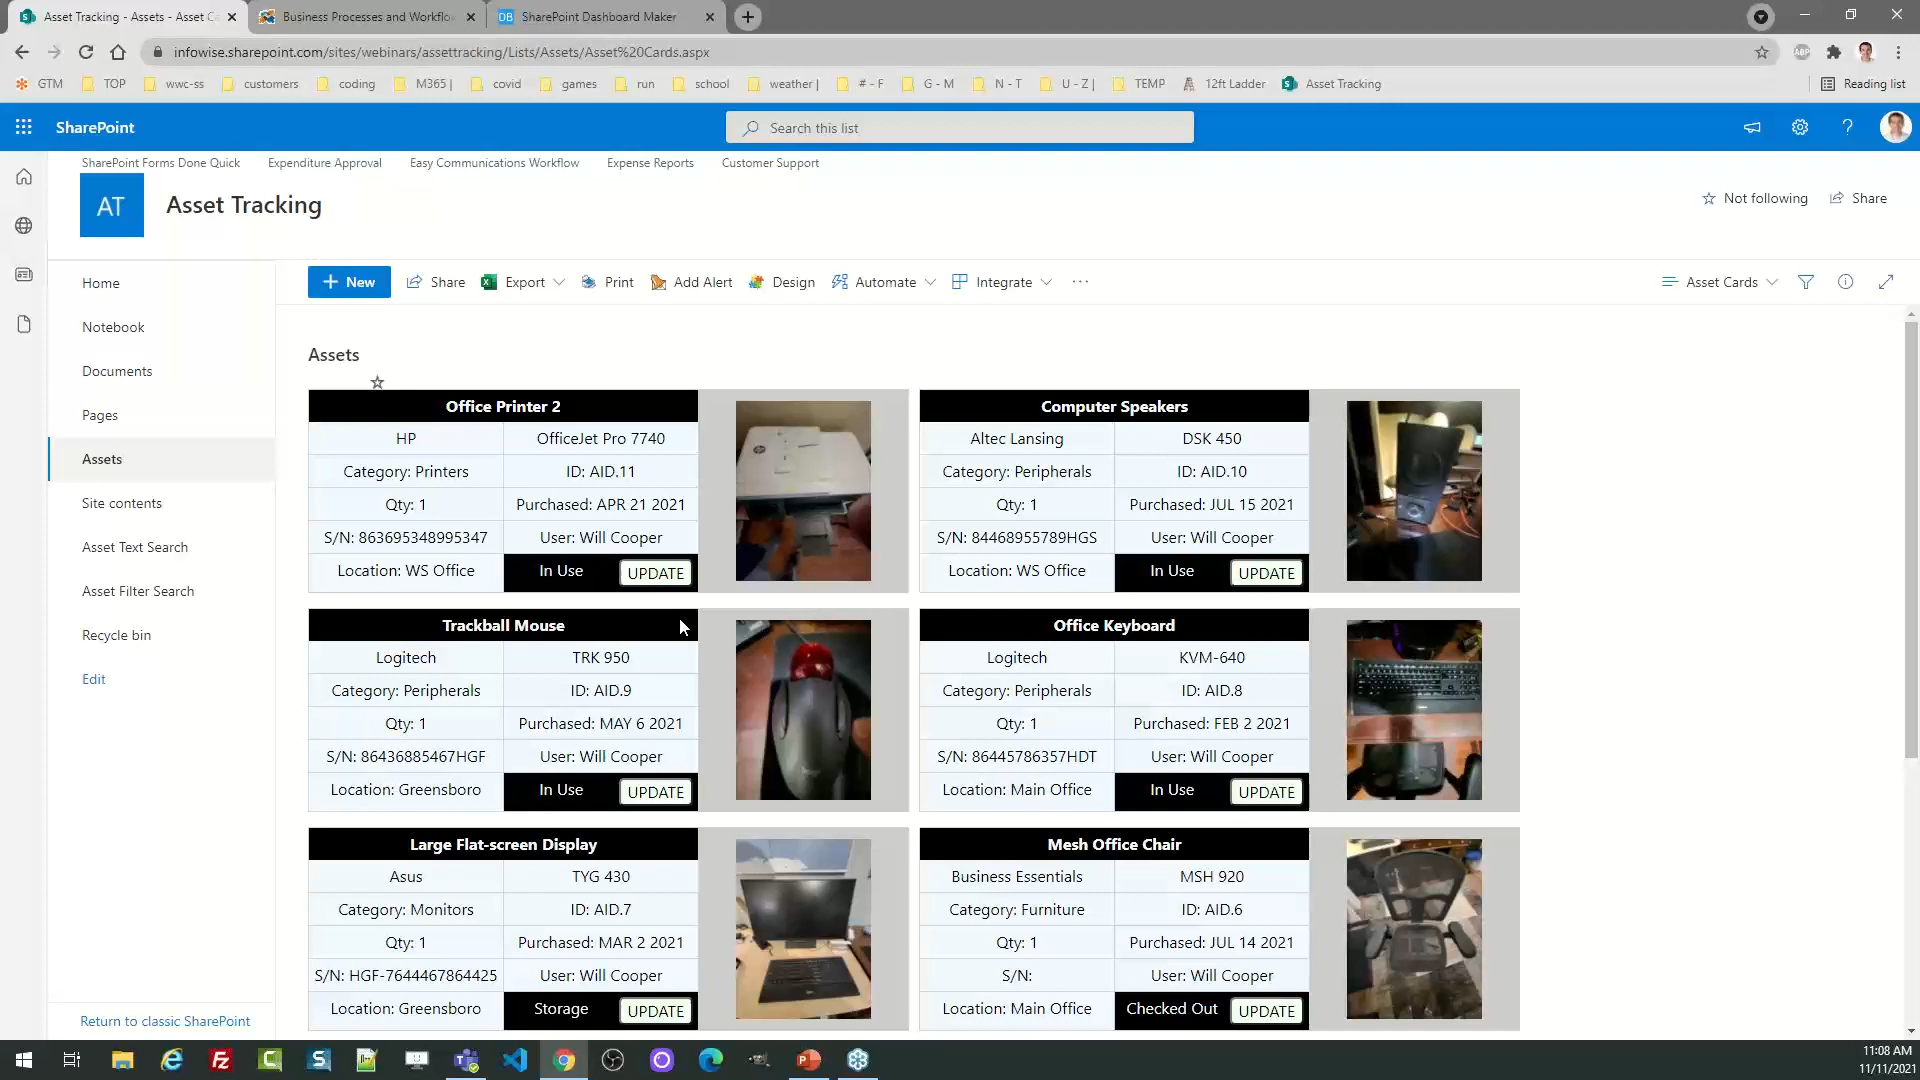 Asset Tracking - Assets - Asset C
Business Processes and Workflo
DB SharePoint Dashboard Maker
infowise.sharepoint.com/sites/webinars/assettracking/Lists/Assets/Asset%20Cards.aspx
ABP
GTM TOP wwc-ss customers coding M365 | covid games run school weather | # - F G - M N - T U - Z | TEMP 12ft Ladder Asset Tracking Reading list
SharePoint
Search this list
SharePoint Forms Done Quick Expenditure Approval Easy Communications Workflow Expense Reports Customer Support
AT
Asset Tracking
Not following Share
Home
Notebook
Documents
Pages
Assets
Site contents
Asset Text Search
Asset Filter Search
Recycle bin
Edit
Return to classic SharePoint
+ New Share Export Print Add Alert Design Automate Integrate ... Asset Cards
Assets
Office Printer 2
HP OfficeJet Pro 7740
Category: Printers ID: AID.11
Qty: 1 Purchased: APR 21 2021
S/N: 863695348995347 User: Will Cooper
Location: WS Office In Use UPDATE
Computer Speakers
Altec Lansing DSK 450
Category: Peripherals ID: AID.10
Qty: 1 Purchased: JUL 15 2021
S/N: 84468955789HGS User: Will Cooper
Location: WS Office In Use UPDATE
Trackball Mouse
Logitech TRK 950
Category: Peripherals ID: AID.9
Qty: 1 Purchased: MAY 6 2021
S/N: 86436885467HGF User: Will Cooper
Location: Greensboro In Use UPDATE
Office Keyboard
Logitech KVM-640
Category: Peripherals ID: AID.8
Qty: 1 Purchased: FEB 2 2021
S/N: 86445786357HDT User: Will Cooper
Location: Main Office In Use UPDATE
Large Flat-screen Display
Asus TYG 430
Category: Monitors ID: AID.7
Qty: 1 Purchased: MAR 2 2021
S/N: HGF-7644467864425 User: Will Cooper
Location: Greensboro Storage UPDATE
Mesh Office Chair
Business Essentials MSH 920
Category: Furniture ID: AID.6
Qty: 1 Purchased: JUL 14 2021
S/N: User: Will Cooper
Location: Main Office Checked Out UPDATE
11:08 AM
11/11/2021